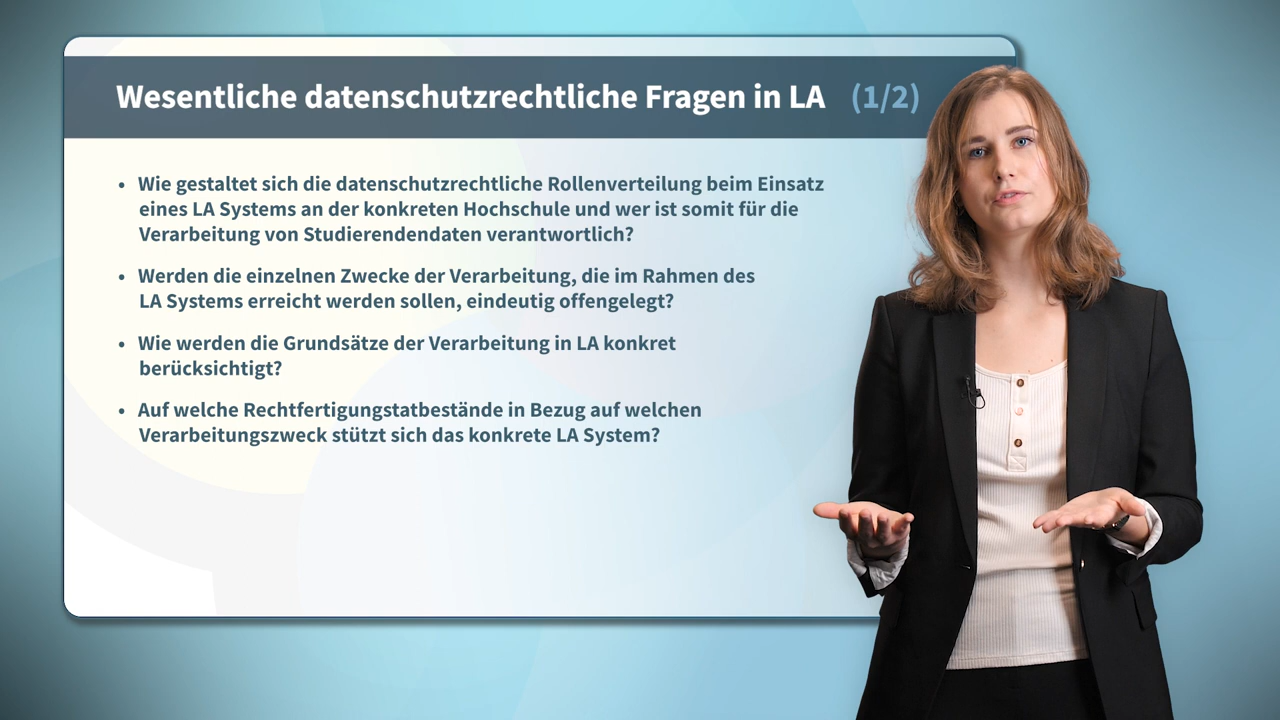 Wesentliche datenschutzrechtliche Fragen in LA (1/2)
• Wie gestaltet sich die datenschutzrechtliche Rollenverteilung beim Einsatz
eines LA Systems an der konkreten Hochschule und wer ist somit für die
Verarbeitung von Studierendendaten verantwortlich?
• Werden die einzelnen Zwecke der Verarbeitung, die im Rahmen des
LA Systems erreicht werden sollen, eindeutig offengelegt?
• Wie werden die Grundsätze der Verarbeitung in LA konkret
berücksichtigt?
• Auf welche Rechtfertigungstatbestände in Bezug auf welchen
Verarbeitungszweck stützt sich das konkrete LA System?